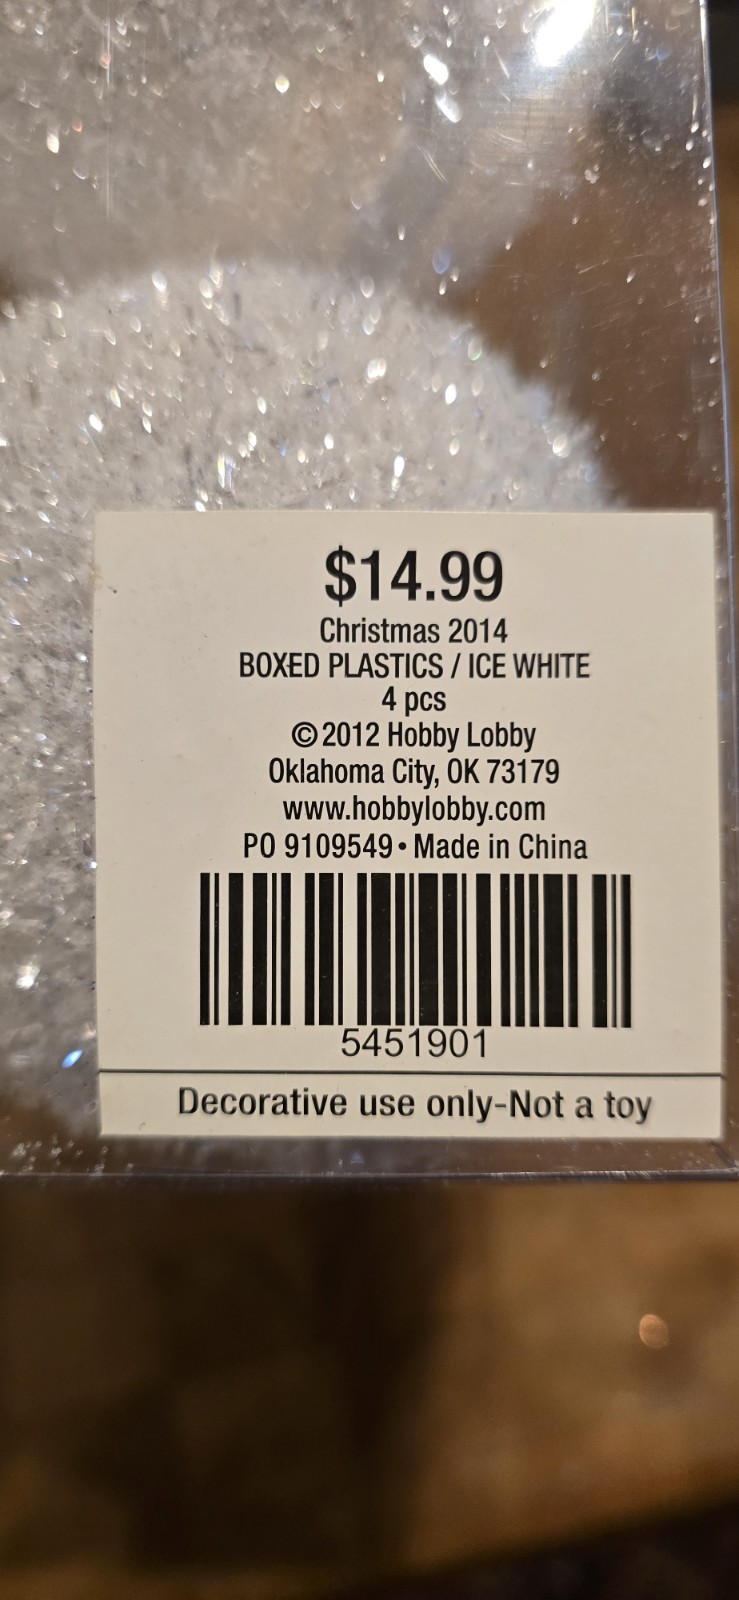 $14.99
Christmas 2014
BOXED PLASTICS / ICE WHITE
4 pcs
© 2012 Hobby Lobby
Oklahoma City, OK 73179
www.hobbylobby.com
PO 9109549 • Made in China
5451901
Decorative use only-Not a toy